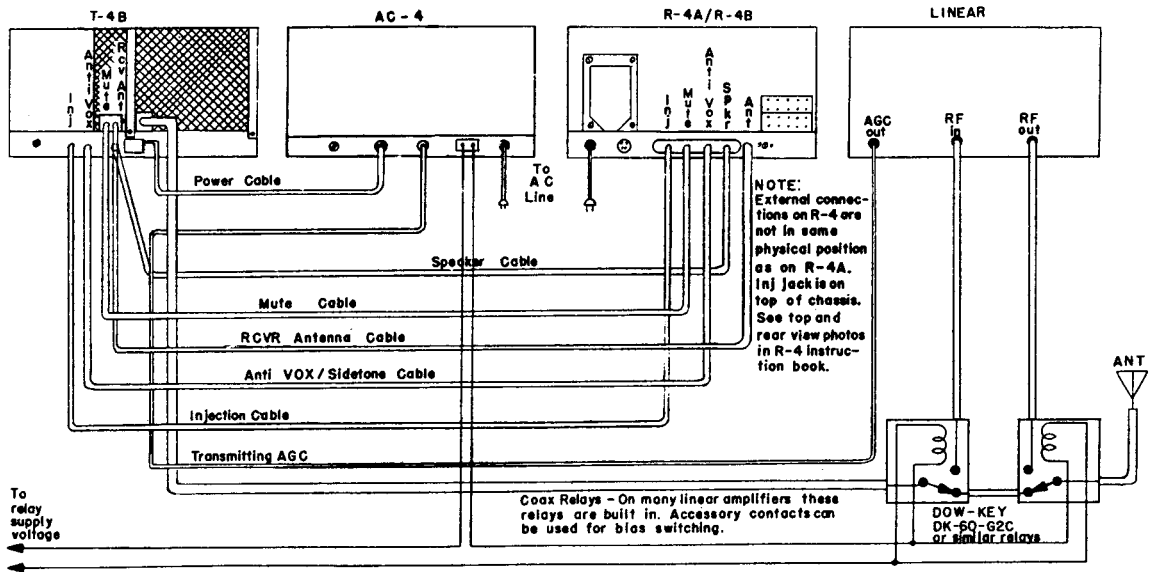 T-4B
AC-4
R-4A/R-4B
LINEAR
Inj
Anti Vox
Mute
Rcv Ant
Inj
Mute
Anti Vox
Spkr
Ant
AGC
out
RF
in
RF
out
To
AC
Line
Power Cable
Speaker Cable
Mute Cable
RCVR Antenna Cable
Anti VOX/Sidetone Cable
Injection Cable
Transmitting AGC
NOTE:
External connec-
tions on R-4 are
not in same
physical position
as on R-4A.
Inj jack is on
top of chassis.
See top and
rear view photos
in R-4 instruc-
tion book.
ANT
To
relay
supply
voltage
Coax Relays - On many linear amplifiers these
relays are built in. Accessory contacts can
be used for bias switching.
DOW-KEY
DK-60-G2C
or similar relays